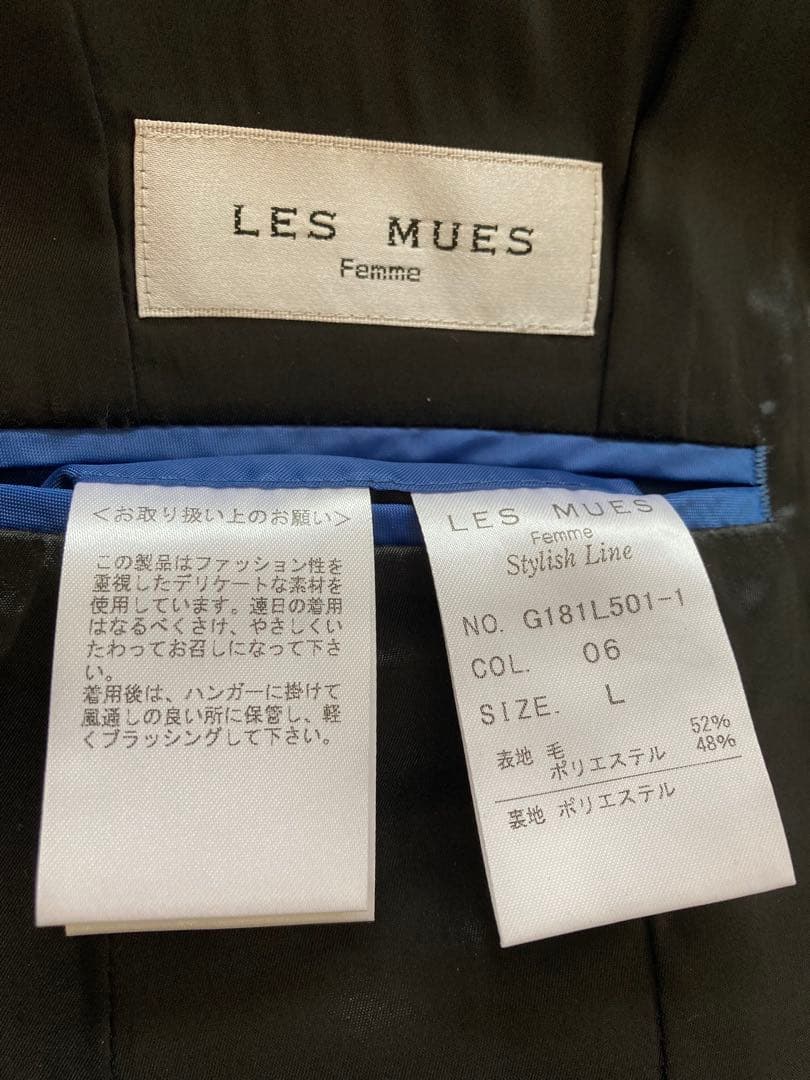 LES MUES
Femme
<お取り扱い上のお願い>
この製品はファッション性を
重視したデリケートな素材を
使用しています。連日の着用
はなるべくさけ、やさしくい
たわってお召しになって下さ
い。
着用後は、ハンガーに掛けて
風通しの良い所に保管し、軽
くブラッシングして下さい。
LES MUES
Femme
Stylish Line
NO. G181L501-1
COL. 06
SIZE. L
表地 毛 52%
ポリエステル 48%
裏地 ポリエステル